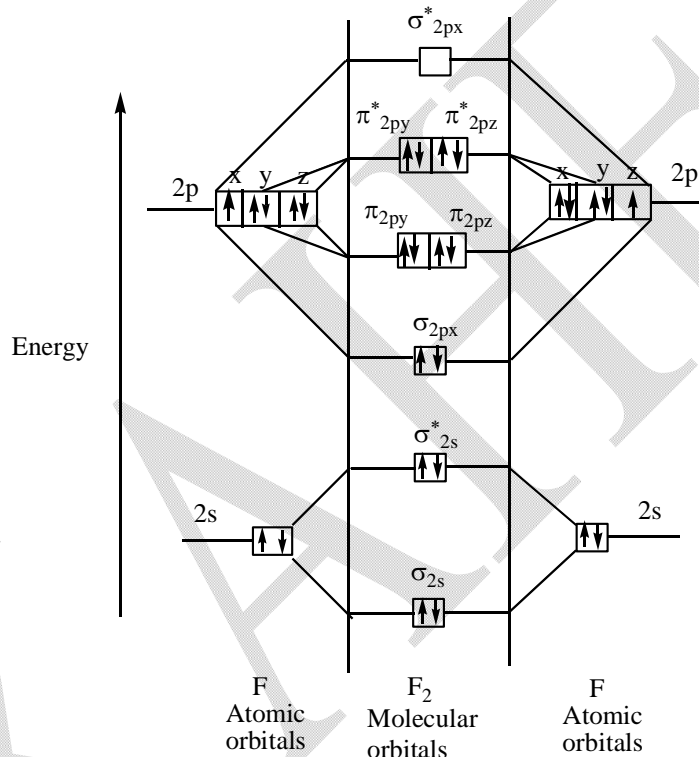 σ*2px
π*2py π*2pz
2p x y z
x y z 2p
π2py π2pz
σ2px
Energy
σ*2s
2s
2s
σ2s
F
Atomic
orbitals
F2
Molecular
orbitals
F
Atomic
orbitals